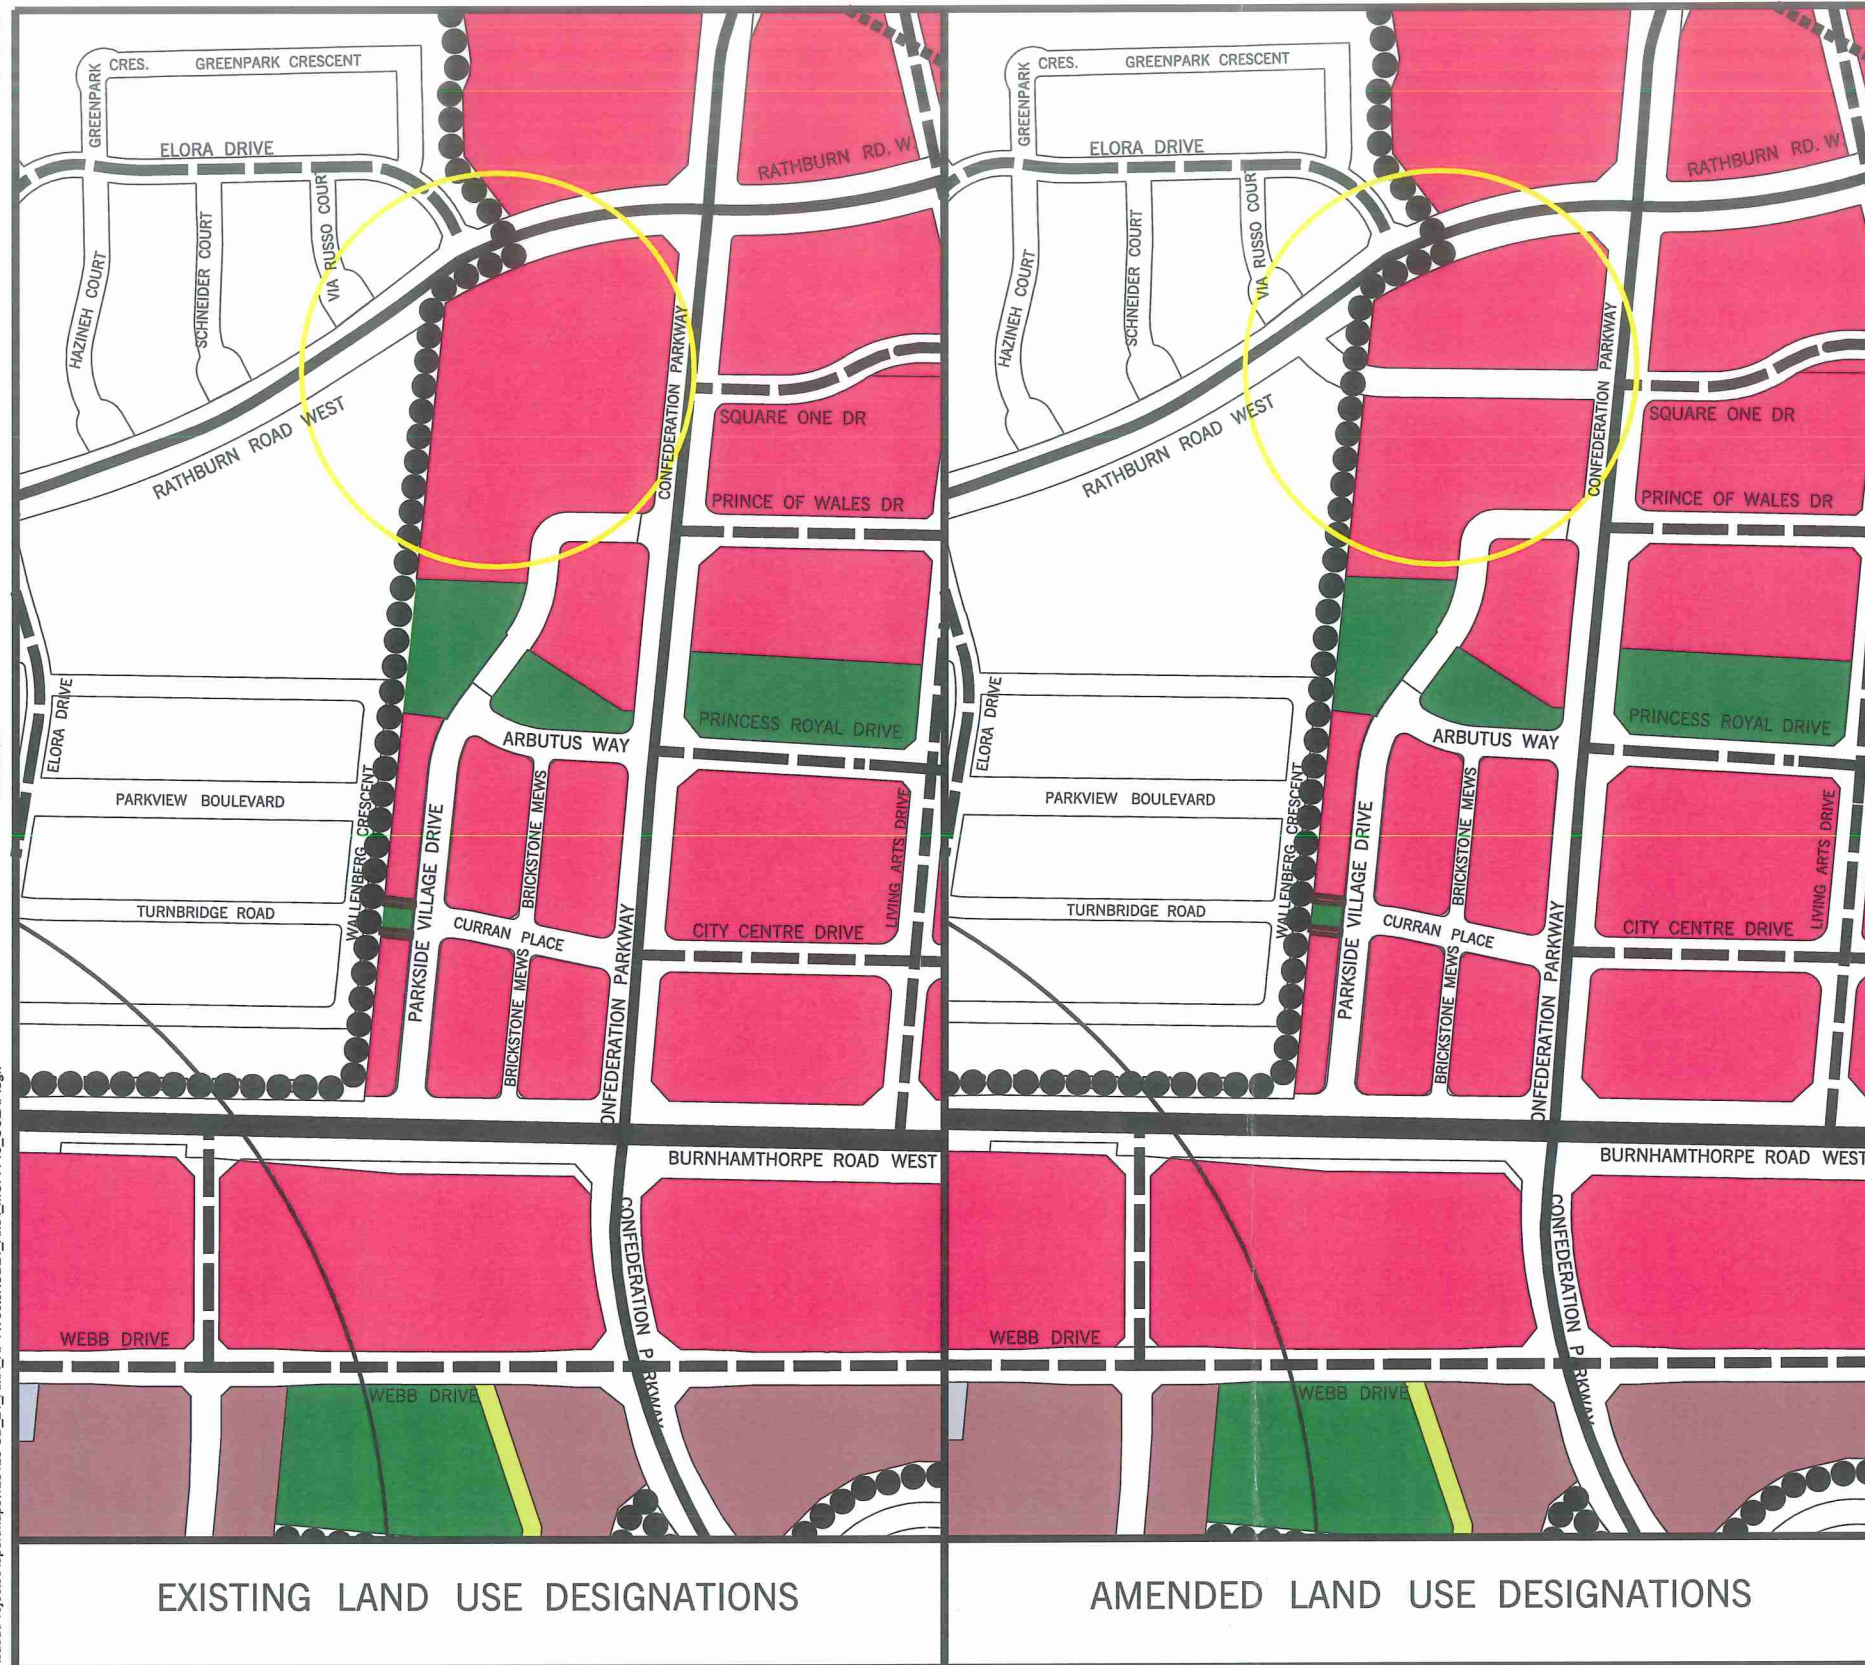 CRES. GREENPARK CRESCENT
GREENPARK
ELORA DRIVE
RATHBURN RD. W.
HAZINEH COURT
SCHNEIDER COURT
VIA RUSSO COURT
RATHBURN ROAD WEST
CONFEDERATION PARKWAY
SQUARE ONE DR
PRINCE OF WALES DR
ELORA DRIVE
PRINCESS ROYAL DRIVE
ARBUTUS WAY
PARKVIEW BOULEVARD
WALLENBERG CRESCENT
PARKSIDE VILLAGE DRIVE
BRICKSTONE MEWS
LIVING ARTS DRIVE
TURNBRIDGE ROAD
CURRAN PLACE
CITY CENTRE DRIVE
BRICKSTONE MEWS
ONFEDERATION PARKWAY
BURNHAMTHORPE ROAD WEST
CONFEDERATION PARKWAY
WEBB DRIVE
WEBB DRIVE
EXISTING LAND USE DESIGNATIONS
CRES. GREENPARK CRESCENT
GREENPARK
ELORA DRIVE
RATHBURN RD. W.
HAZINEH COURT
SCHNEIDER COURT
VIA RUSSO COURT
RATHBURN ROAD WEST
CONFEDERATION PARKWAY
SQUARE ONE DR
PRINCE OF WALES DR
ELORA DRIVE
PRINCESS ROYAL DRIVE
ARBUTUS WAY
PARKVIEW BOULEVARD
WALLENBERG CRESCENT
PARKSIDE VILLAGE DRIVE
BRICKSTONE MEWS
LIVING ARTS DRIVE
TURNBRIDGE ROAD
CURRAN PLACE
CITY CENTRE DRIVE
BRICKSTONE MEWS
ONFEDERATION PARKWAY
BURNHAMTHORPE ROAD WEST
CONFEDERATION PARKWAY
WEBB DRIVE
WEBB DRIVE
AMENDED LAND USE DESIGNATIONS